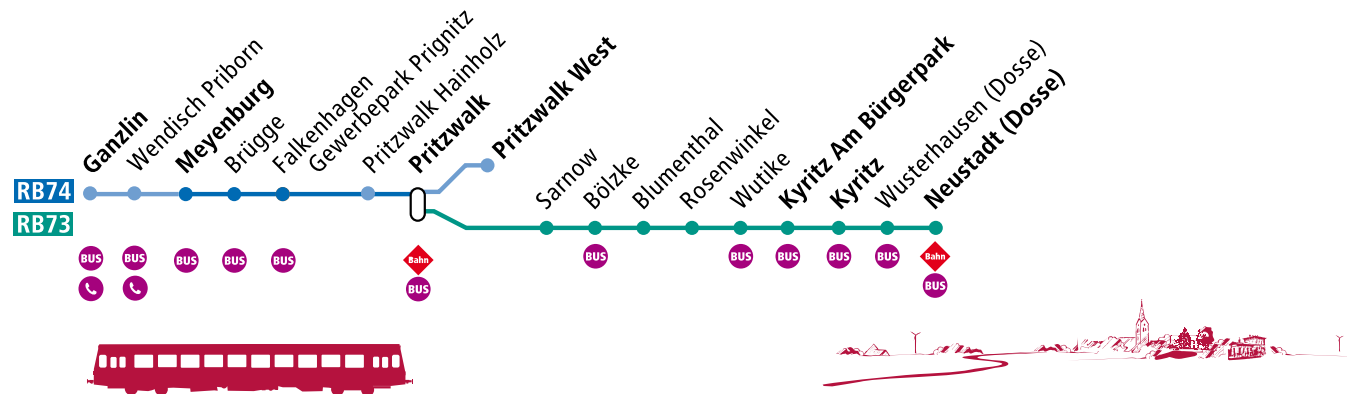 Ganzlin
Wendisch Priborn
Meyenburg
Brügge
Falkenhagen
Gewerbepark Prignitz
Pritzwalk Hainholz
Pritzwalk
Pritzwalk West
Sarnow
Bölzke
Blumenthal
Rosenwinkel
Wutike
Kyritz Am Bürgerpark
Kyritz
Wusterhausen (Dosse)
Neustadt (Dosse)
RB74
RB73
BUS BUS BUS BUS BUS Bahn BUS BUS BUS BUS BUS Bahn
BUS BUS